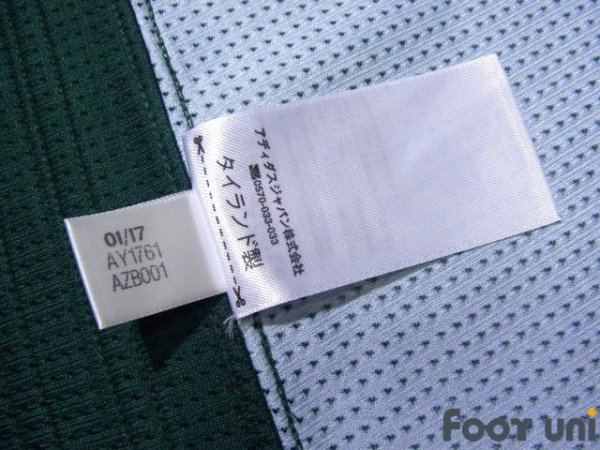 アディダスジャパン株式会社
☎0570-033-033
タイランド製
01/17
AY1761
AZB001
FOOT UNI